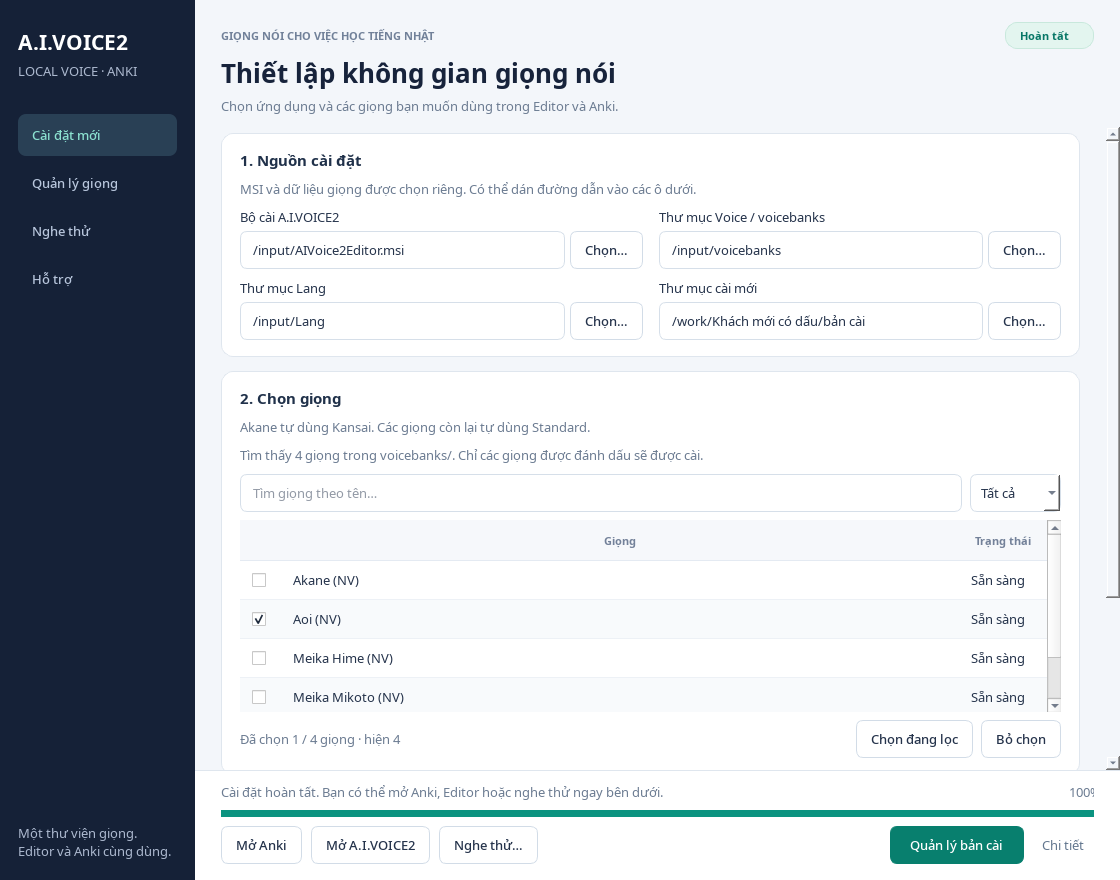 A.I.VOICE2
LOCAL VOICE · ANKI
Cài đặt mới
Quản lý giọng
Nghe thử
Hỗ trợ
Một thư viện giọng.
Editor và Anki cùng dùng.
GIỌNG NÓI CHO VIỆC HỌC TIẾNG NHẬT
Hoàn tất
Thiết lập không gian giọng nói
Chọn ứng dụng và các giọng bạn muốn dùng trong Editor và Anki.
1. Nguồn cài đặt
MSI và dữ liệu giọng được chọn riêng. Có thể dán đường dẫn vào các ô dưới.
Bộ cài A.I.VOICE2
/input/AIVoice2Editor.msi
Chọn...
Thư mục Voice / voicebanks
/input/voicebanks
Chọn...
Thư mục Lang
/input/Lang
Chọn...
Thư mục cài mới
/work/Khách mới có dấu/bản cài
Chọn...
2. Chọn giọng
Akane tự dùng Kansai. Các giọng còn lại tự dùng Standard.
Tìm thấy 4 giọng trong voicebanks/. Chỉ các giọng được đánh dấu sẽ được cài.
Tìm giọng theo tên...
Tất cả
Giọng Trạng thái
Akane (NV) Sẵn sàng
Aoi (NV) Sẵn sàng
Meika Hime (NV) Sẵn sàng
Meika Mikoto (NV) Sẵn sàng
Đã chọn 1 / 4 giọng · hiện 4
Chọn đang lọc
Bỏ chọn
Cài đặt hoàn tất. Bạn có thể mở Anki, Editor hoặc nghe thử ngay bên dưới.
100%
Mở Anki
Mở A.I.VOICE2
Nghe thử...
Quản lý bản cài
Chi tiết